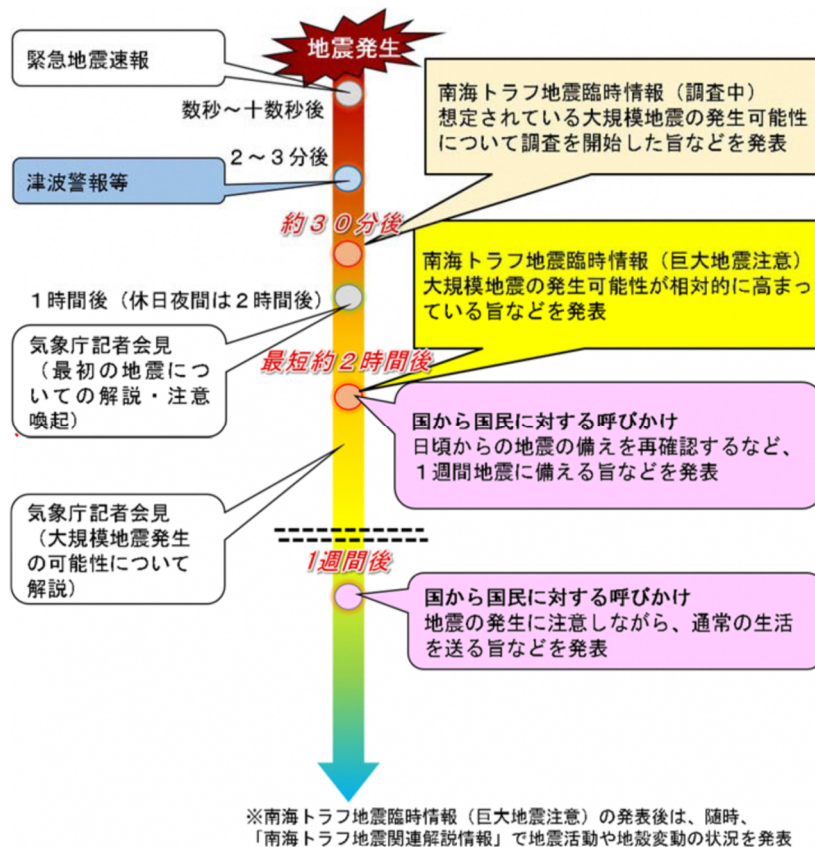 地震発生
緊急地震速報
数秒~十数秒後
南海トラフ地震臨時情報（調査中）
想定されている大規模地震の発生可能性
について調査を開始した旨などを発表
2~3分後
津波警報等
約30分後
南海トラフ地震臨時情報（巨大地震注意）
大規模地震の発生可能性が相対的に高まっ
ている旨などを発表
1時間後（休日夜間は2時間後）
気象庁記者会見
（最初の地震につ
いての解説・注意
喚起）
最短約2時間後
国から国民に対する呼びかけ
日頃からの地震の備えを再確認するなど、
1週間地震に備える旨などを発表
気象庁記者会見
（大規模地震発生
の可能性について
解説）
1週間後
国から国民に対する呼びかけ
地震の発生に注意しながら、通常の生活
を送る旨などを発表
※南海トラフ地震臨時情報（巨大地震注意）の発表後は、随時、
「南海トラフ地震関連解説情報」で地震活動や地殻変動の状況を発表